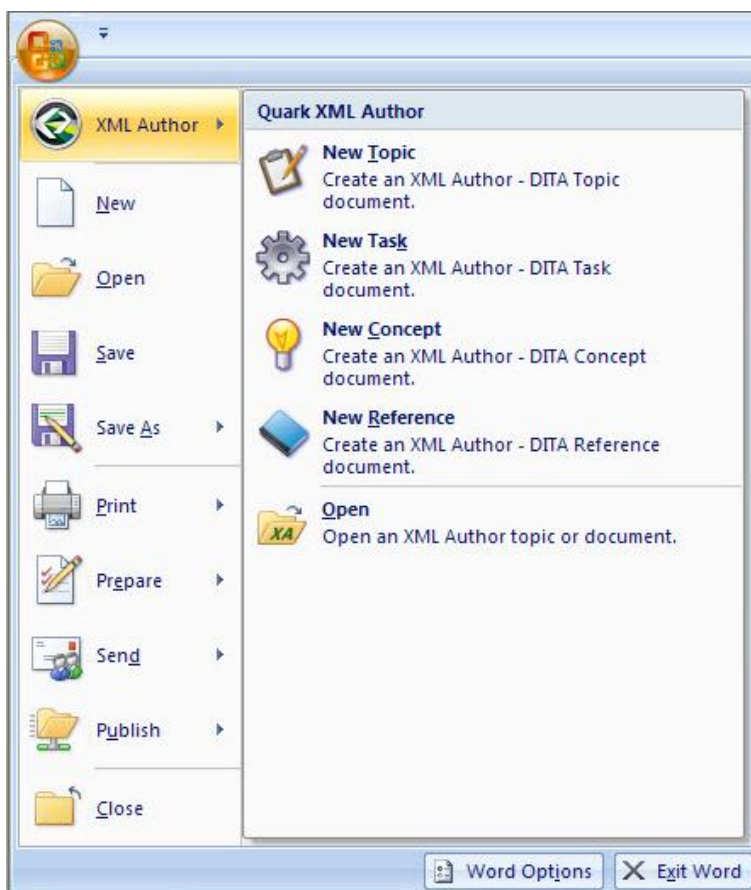 XML Author
New
Open
Save
Save As
Print
Prepare
Send
Publish
Close
Quark XML Author
New Topic
Create an XML Author - DITA Topic
document.
New Task
Create an XML Author - DITA Task
document.
New Concept
Create an XML Author - DITA Concept
document.
New Reference
Create an XML Author - DITA Reference
document.
XA
Open
Open an XML Author topic or document.
Word Options
Exit Word